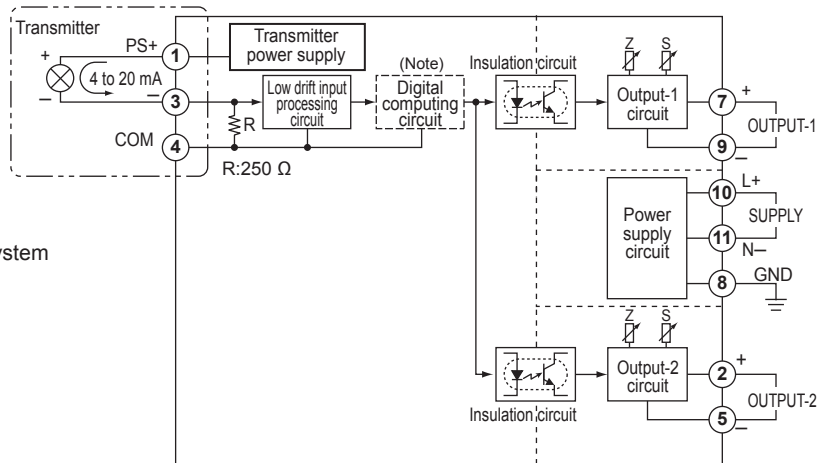 Transmitter
PS+
+
4 to 20 mA
–
–
COM
1
3
4
Transmitter
power supply
R
R:250 Ω
Low drift input
processing
circuit
(Note)
Digital
computing
circuit
Insulation circuit
Z S
Output-1
circuit
7
+
OUTPUT-1
9
–
ystem
Power
supply
circuit
10
L+
SUPPLY
11
N–
8
GND
Insulation circuit
Z S
Output-2
circuit
2
+
OUTPUT-2
5
–